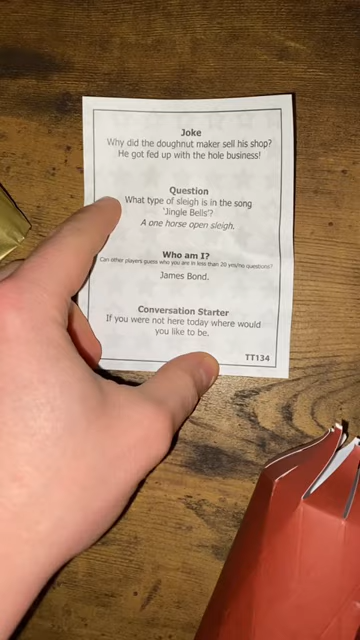 Joke
Why did the doughnut maker sell his shop?
He got fed up with the hole business!
Question
What type of sleigh is in the song
'Jingle Bells'?
A one horse open sleigh.
Who am I?
Can other players guess who you are in less than 20 yes/no questions?
James Bond.
Conversation Starter
If you were not here today where would
you like to be.
TT134